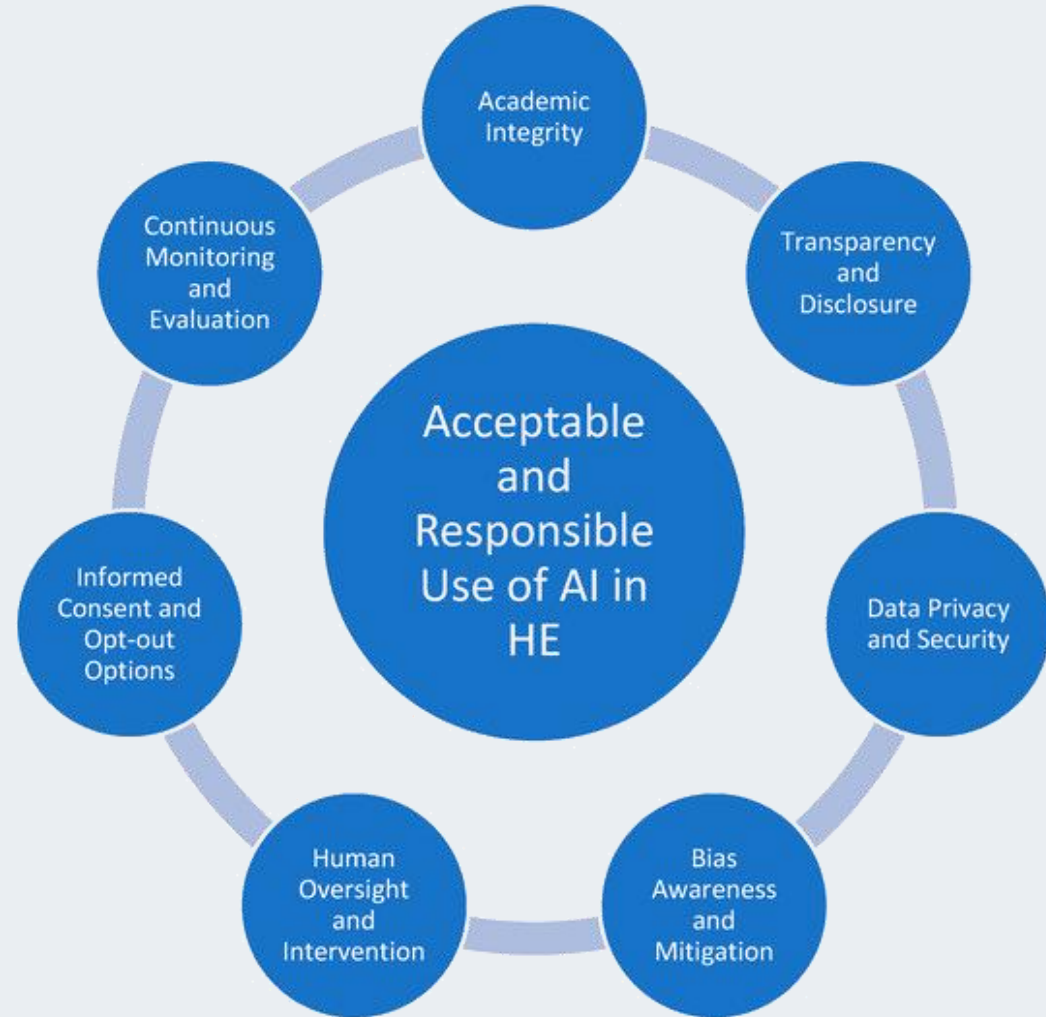 Academic
Integrity
Transparency
and
Disclosure
Data Privacy
and Security
Bias
Awareness
and
Mitigation
Human
Oversight
and
Intervention
Informed
Consent and
Opt-out
Options
Continuous
Monitoring
and
Evaluation
Acceptable
and
Responsible
Use of AI in
HE